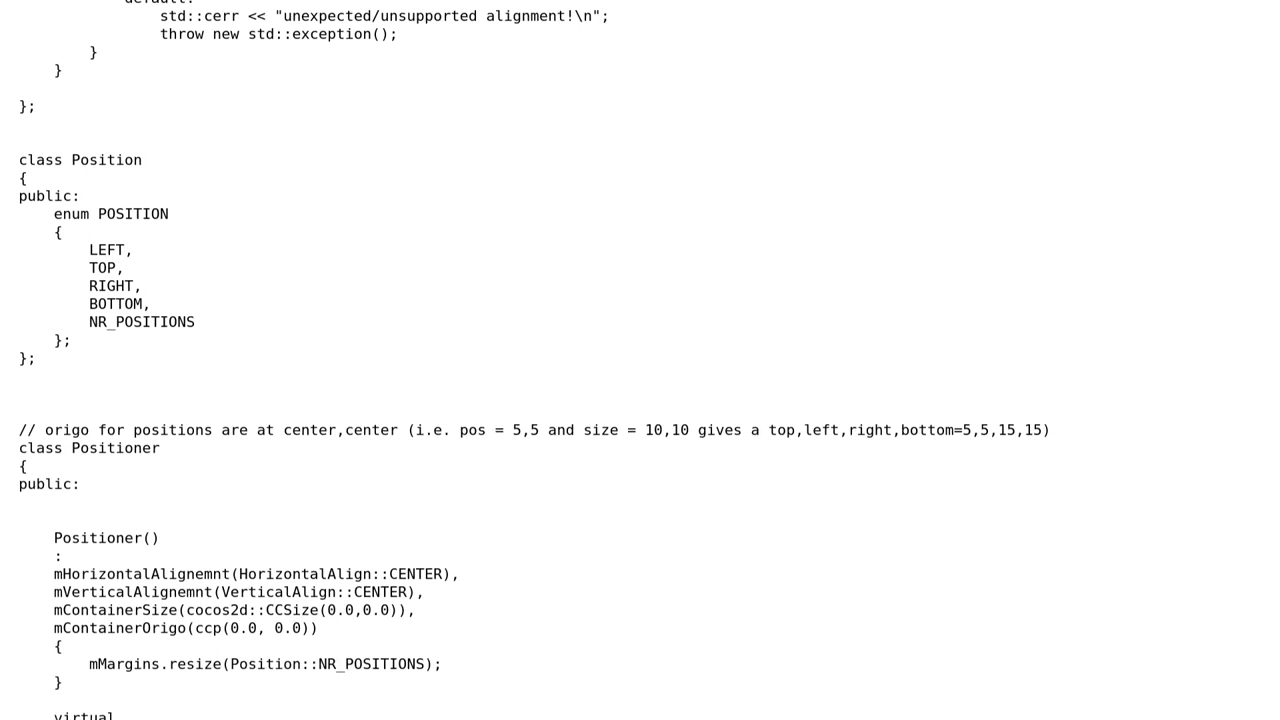 default:
                std::cerr << "unexpected/unsupported alignment!\n";
                throw new std::exception();
        }
    }

};


class Position
{
public:
    enum POSITION
    {
        LEFT,
        TOP,
        RIGHT,
        BOTTOM,
        NR_POSITIONS
    };
};



// origo for positions are at center,center (i.e. pos = 5,5 and size = 10,10 gives a top,left,right,bottom=5,5,15,15)
class Positioner
{
public:


    Positioner()
    :
    mHorizontalAlignemnt(HorizontalAlign::CENTER),
    mVerticalAlignemnt(VerticalAlign::CENTER),
    mContainerSize(cocos2d::CCSize(0.0,0.0)),
    mContainerOrigo(ccp(0.0, 0.0))
    {
        mMargins.resize(Position::NR_POSITIONS);
    }

    virtual